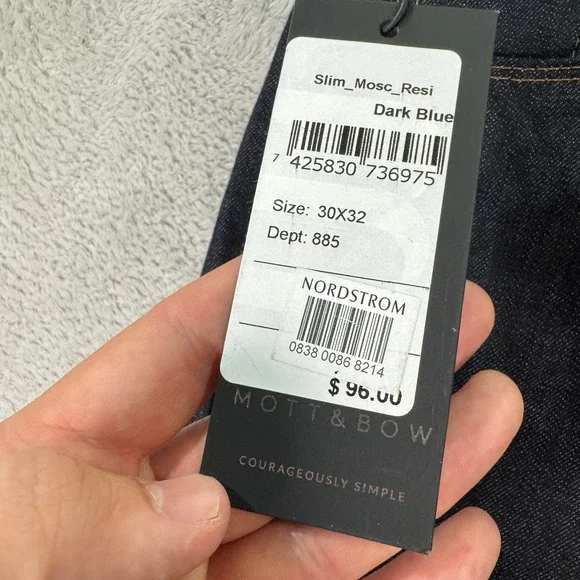 Slim_Mosc_Resi
Dark Blue
7 425830 736975
Size: 30X32
Dept: 885
NORDSTROM
0838 0086 8214
$ 96.00
MOTT & BOW
COURAGEOUSLY SIMPLE